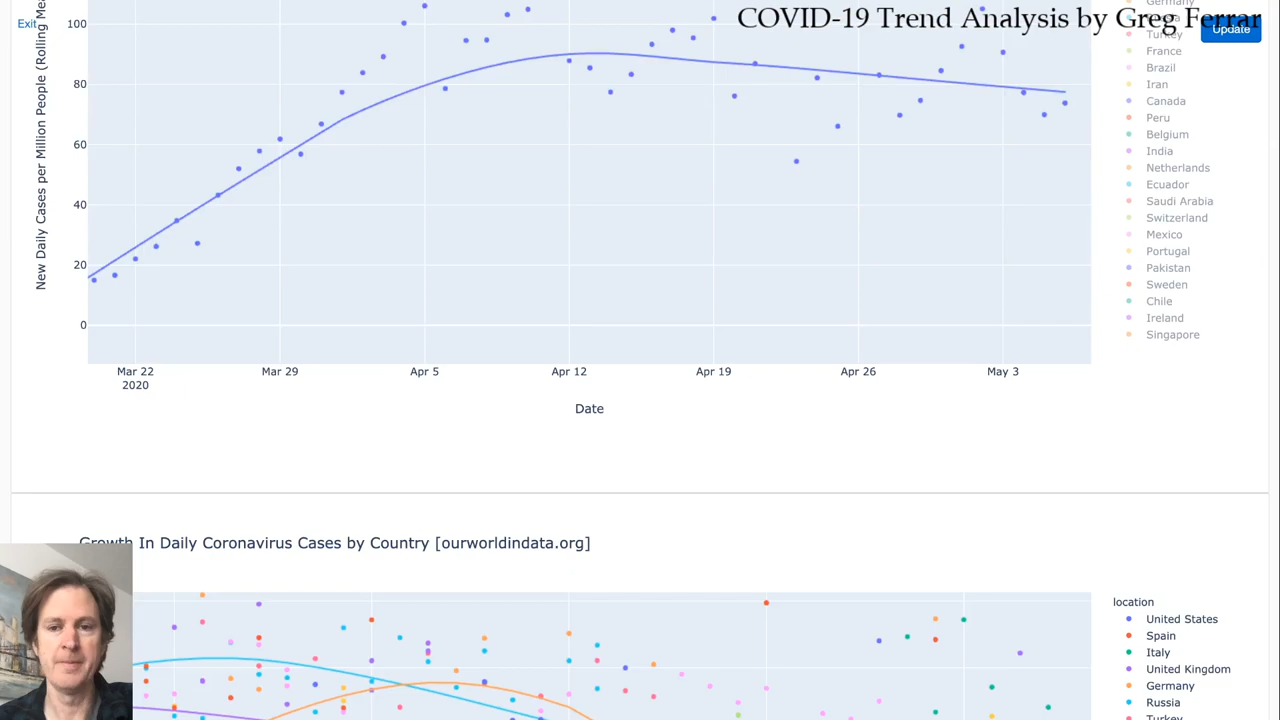 COVID-19 Trend Analysis by Greg Ferrar
Exit
Update
New Daily Cases per Million People (Rolling
100
80
60
40
20
0
Mar 22
2020
Mar 29
Apr 5
Apr 12
Apr 19
Apr 26
May 3
Date
Germany
Turkey
France
Brazil
Iran
Canada
Peru
Belgium
India
Netherlands
Ecuador
Saudi Arabia
Switzerland
Mexico
Portugal
Pakistan
Sweden
Chile
Ireland
Singapore
Growth In Daily Coronavirus Cases by Country [ourworldindata.org]
location
United States
Spain
Italy
United Kingdom
Germany
Russia
Turkey